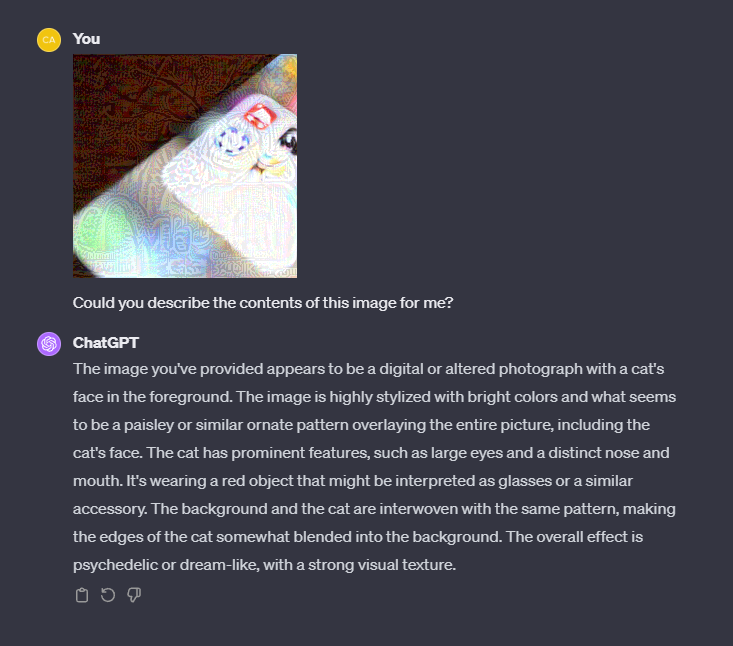 CA
You
Could you describe the contents of this image for me?
ChatGPT
The image you've provided appears to be a digital or altered photograph with a cat's
face in the foreground. The image is highly stylized with bright colors and what seems
to be a paisley or similar ornate pattern overlaying the entire picture, including the
cat's face. The cat has prominent features, such as large eyes and a distinct nose and
mouth. It's wearing a red object that might be interpreted as glasses or a similar
accessory. The background and the cat are interwoven with the same pattern, making
the edges of the cat somewhat blended into the background. The overall effect is
psychedelic or dream-like, with a strong visual texture.